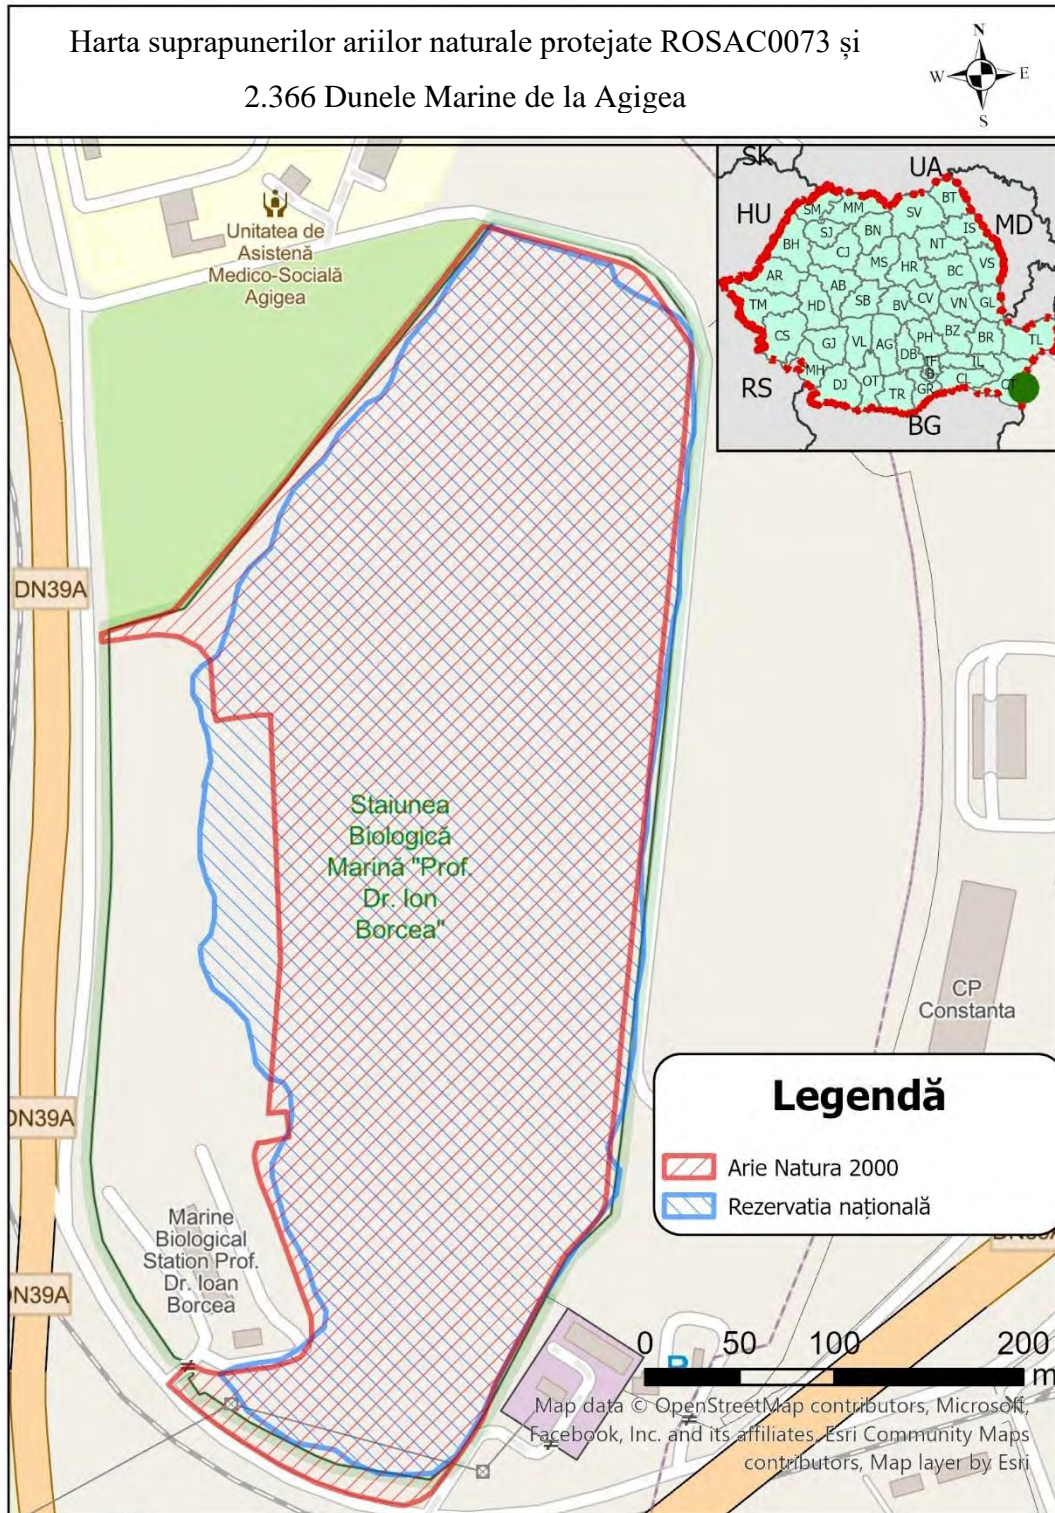 Harta suprapunerilor ariilor naturale protejate ROSAC0073 și
2.366 Dunele Marine de la Agigea
N
W
E
S
SK
UA
HU
MD
RS
BG
SM
MM
BT
SV
SJ
BN
IS
BH
CJ
NT
MS
HR
VS
AR
BC
AB
TM
HD
SB
BV
CV
VN
GL
CS
GJ
VL
AG
PH
BZ
BR
TL
DB
IF
IL
MH
B
DJ
OT
TR
GR
CL
CT
Unitatea de
Asistenă
Medico-Socială
Agigea
DN39A
Staiunea
Biologică
Marină "Prof
Dr. Ion
Borcea"
CP
Constanta
DN39A
Legendă
Arie Natura 2000
Rezervatia națională
Marine
Biological
Station Prof.
Dr. Ioan
Borcea
DN39A
0 50 100 200
m
P
Map data © OpenStreetMap contributors, Microsoft,
Facebook, Inc. and its affiliates, Esri Community Maps
contributors, Map layer by Esri